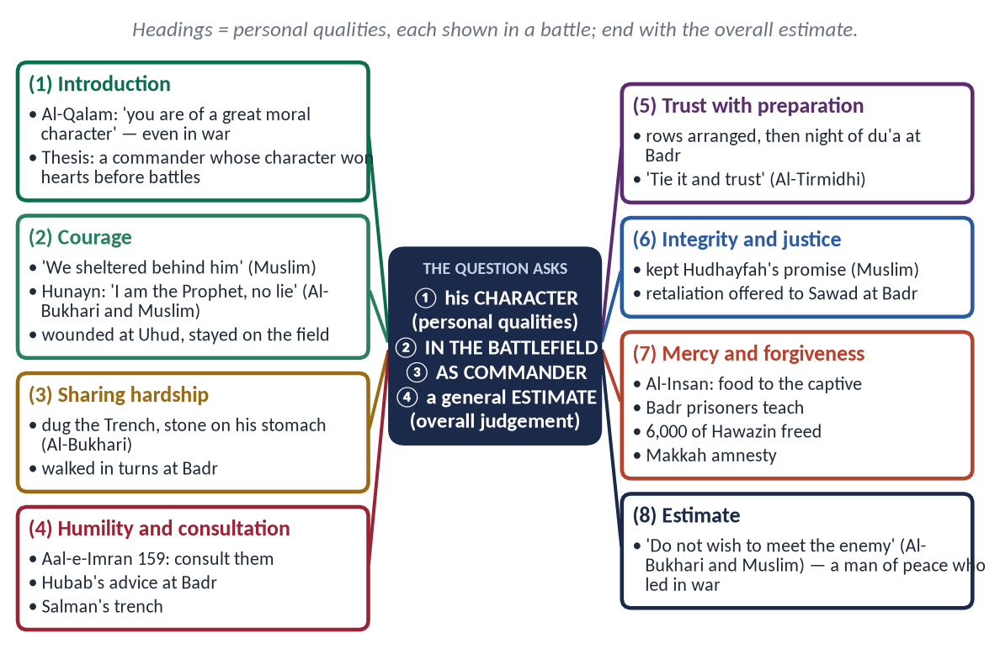 Headings = personal qualities, each shown in a battle; end with the overall estimate.
(1) Introduction
• Al-Qalam: 'you are of a great moral
character' — even in war
• Thesis: a commander whose character won
hearts before battles
(2) Courage
• 'We sheltered behind him' (Muslim)
• Hunayn: 'I am the Prophet, no lie' (Al-
Bukhari and Muslim)
• wounded at Uhud, stayed on the field
(3) Sharing hardship
• dug the Trench, stone on his stomach
(Al-Bukhari)
• walked in turns at Badr
(4) Humility and consultation
• Aal-e-Imran 159: consult them
• Hubab's advice at Badr
• Salman's trench
THE QUESTION ASKS
① his CHARACTER
(personal qualities)
② IN THE BATTLEFIELD
③ AS COMMANDER
④ a general ESTIMATE
(overall judgement)
(5) Trust with preparation
• rows arranged, then night of du'a at
Badr
• 'Tie it and trust' (Al-Tirmidhi)
(6) Integrity and justice
• kept Hudhayfah's promise (Muslim)
• retaliation offered to Sawad at Badr
(7) Mercy and forgiveness
• Al-Insan: food to the captive
• Badr prisoners teach
• 6,000 of Hawazin freed
• Makkah amnesty
(8) Estimate
• 'Do not wish to meet the enemy' (Al-
Bukhari and Muslim) — a man of peace who
led in war